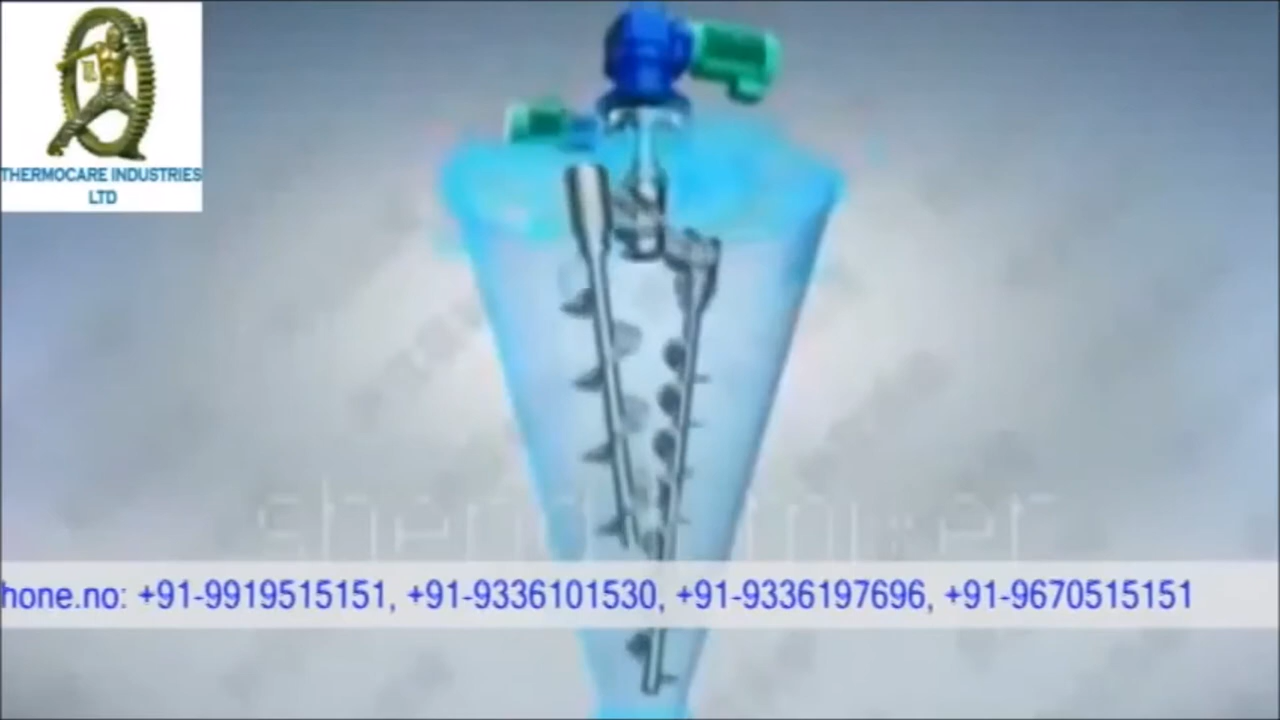 THERMOCARE INDUSTRIES
LTD
hone.no: +91-9919515151, +91-9336101530, +91-9336197696, +91-9670515151